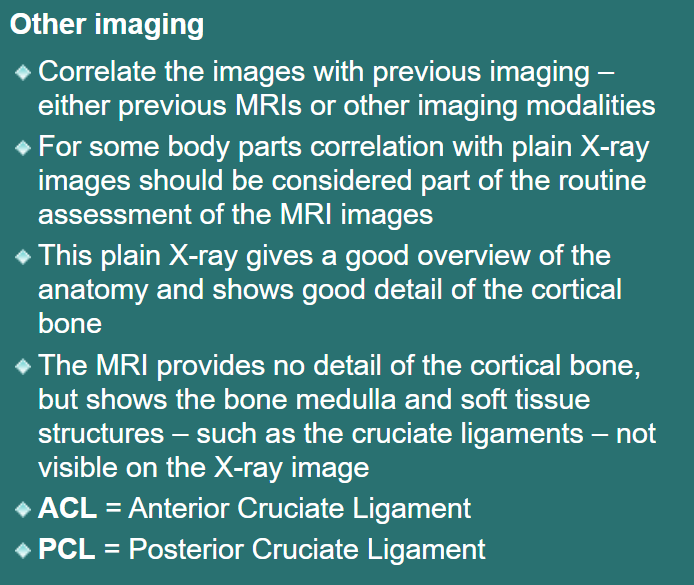 Other imaging
Correlate the images with previous imaging –
either previous MRIs or other imaging modalities
For some body parts correlation with plain X-ray
images should be considered part of the routine
assessment of the MRI images
This plain X-ray gives a good overview of the
anatomy and shows good detail of the cortical
bone
The MRI provides no detail of the cortical bone,
but shows the bone medulla and soft tissue
structures – such as the cruciate ligaments – not
visible on the X-ray image
ACL = Anterior Cruciate Ligament
PCL = Posterior Cruciate Ligament